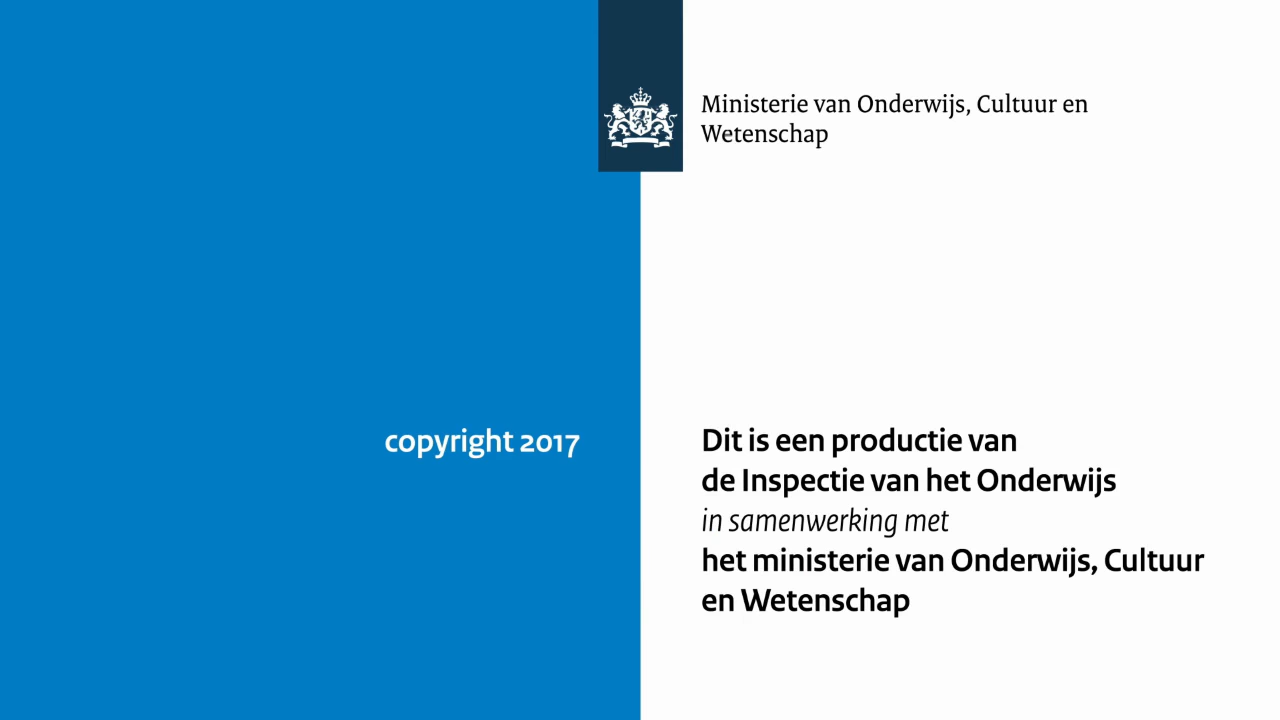 Ministerie van Onderwijs, Cultuur en
Wetenschap
copyright 2017
Dit is een productie van
de Inspectie van het Onderwijs
in samenwerking met
het ministerie van Onderwijs, Cultuur
en Wetenschap